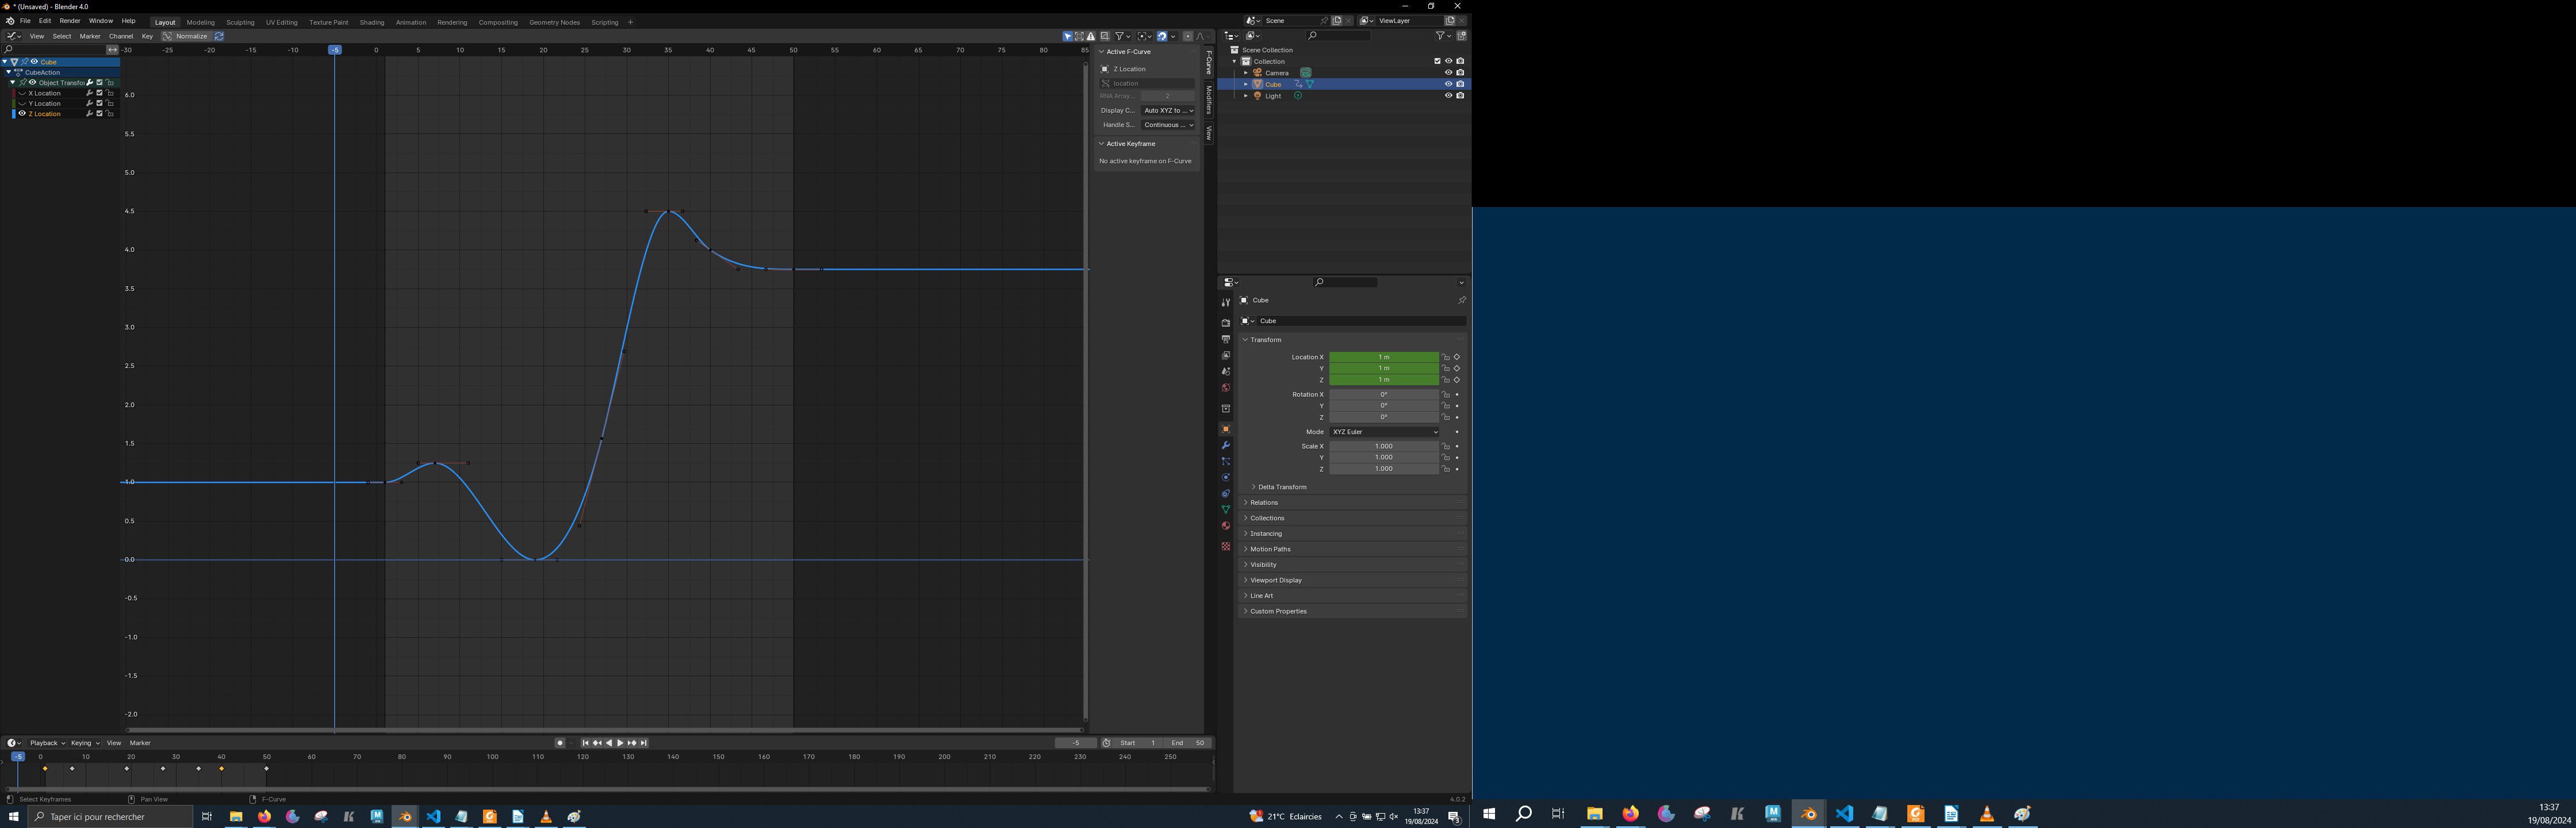 * (Unsaved) - Blender 4.0
File Edit Render Window Help
Layout Modeling Sculpting UV Editing Texture Paint Shading Animation Rendering Compositing Geometry Nodes Scripting +
Scene
ViewLayer
View Select Marker Channel Key Normalize
-30 -25 -20 -15 -10 -5 0 5 10 15 20 25 30 35 40 45 50 55 60 65 70 75 80 85
Cube
CubeAction
Object Transfo
X Location
Y Location
Z Location
6.0
5.5
5.0
4.5
4.0
3.5
3.0
2.5
2.0
1.5
1.0
0.5
0.0
-0.5
-1.0
-1.5
-2.0
Active F-Curve
Z Location
location
RNA Array... 2
Display C... Auto XYZ to ...
Handle S... Continuous ...
Active Keyframe
No active keyframe on F-Curve
F-Curve
Modifiers
View
Scene Collection
Collection
Camera
Cube
Light
Cube
Cube
Transform
Location X 1 m
Y 1 m
Z 1 m
Rotation X 0°
Y 0°
Z 0°
Mode XYZ Euler
Scale X 1.000
Y 1.000
Z 1.000
Delta Transform
Relations
Collections
Instancing
Motion Paths
Visibility
Viewport Display
Line Art
Custom Properties
Playback Keying View Marker
-5 Start 1 End 50
-5 0 10 20 30 40 50 60 70 80 90 100 110 120 130 140 150 160 170 180 190 200 210 220 230 240 250
Select Keyframes Pan View F-Curve
4.0.2
Taper ici pour rechercher
21°C Eclaircies
13:37
19/08/2024
3
13:37
19/08/2024